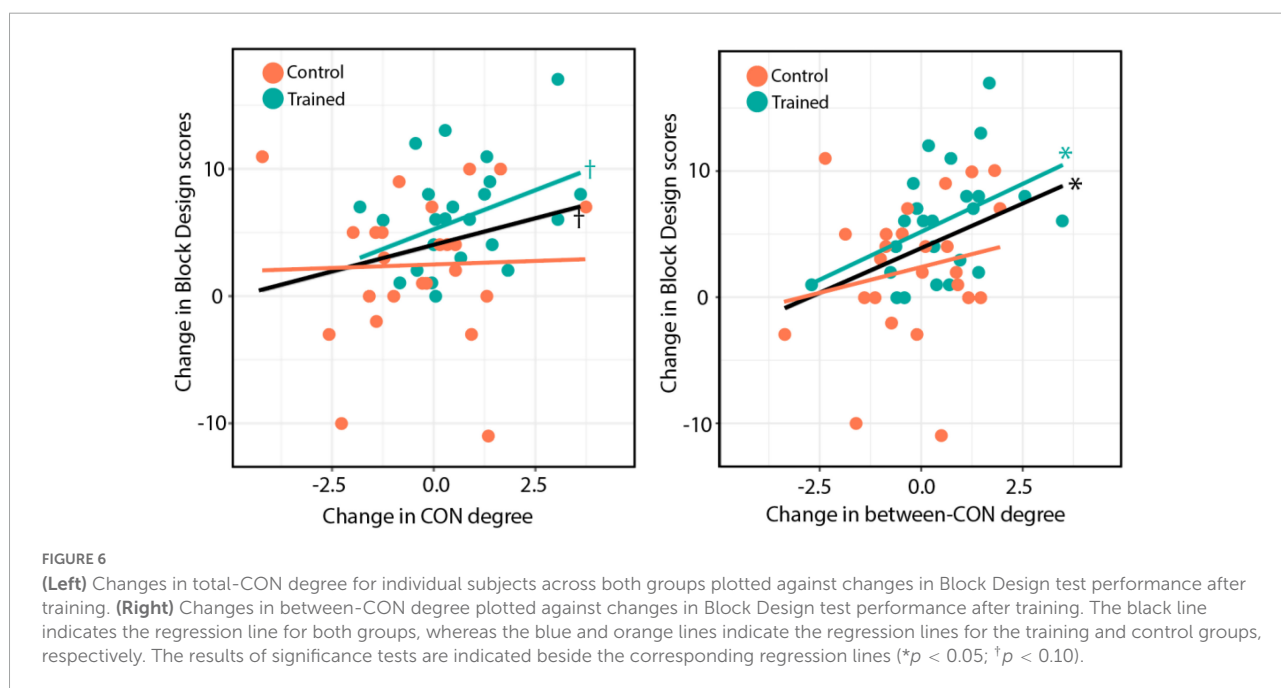 Control
Trained
Change in Block Design scores
10
0
-10
-2.5 0.0 2.5
Change in CON degree
†
†
Control
Trained
Change in Block Design scores
10
0
-10
-2.5 0.0 2.5
Change in between-CON degree
*
*
FIGURE 6
(Left) Changes in total-CON degree for individual subjects across both groups plotted against changes in Block Design test performance after
training. (Right) Changes in between-CON degree plotted against changes in Block Design test performance after training. The black line
indicates the regression line for both groups, whereas the blue and orange lines indicate the regression lines for the training and control groups,
respectively. The results of significance tests are indicated beside the corresponding regression lines (*p < 0.05; †p < 0.10).